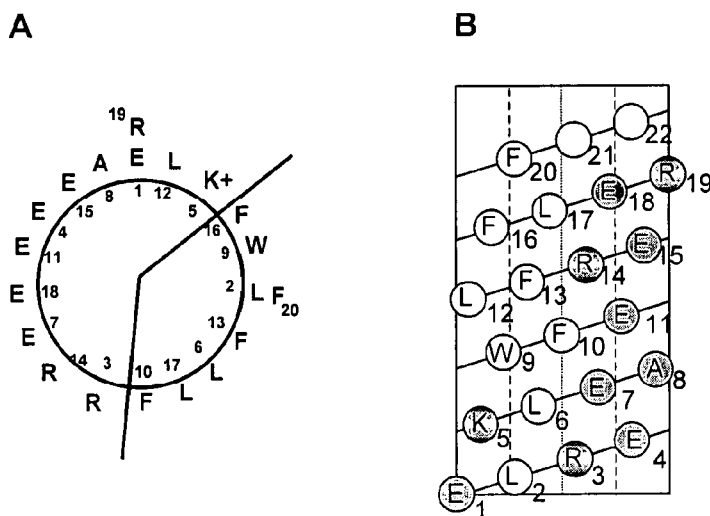 A
19
R
A E L
E 8 1 12 K+
E 15 5 F
4 16
E 11 9 W
E 18 2 L F20
E 7 13 F
R 14 6 L
R 3 10 17 L
F
B
22
F 20 21
R 19
E 18
F 16 L 17
E 15
R 14
L 12 F 13
E 11
W 9 F 10
A 8
K 5 L 6 E 7
E 4
E 1 L 2 R 3